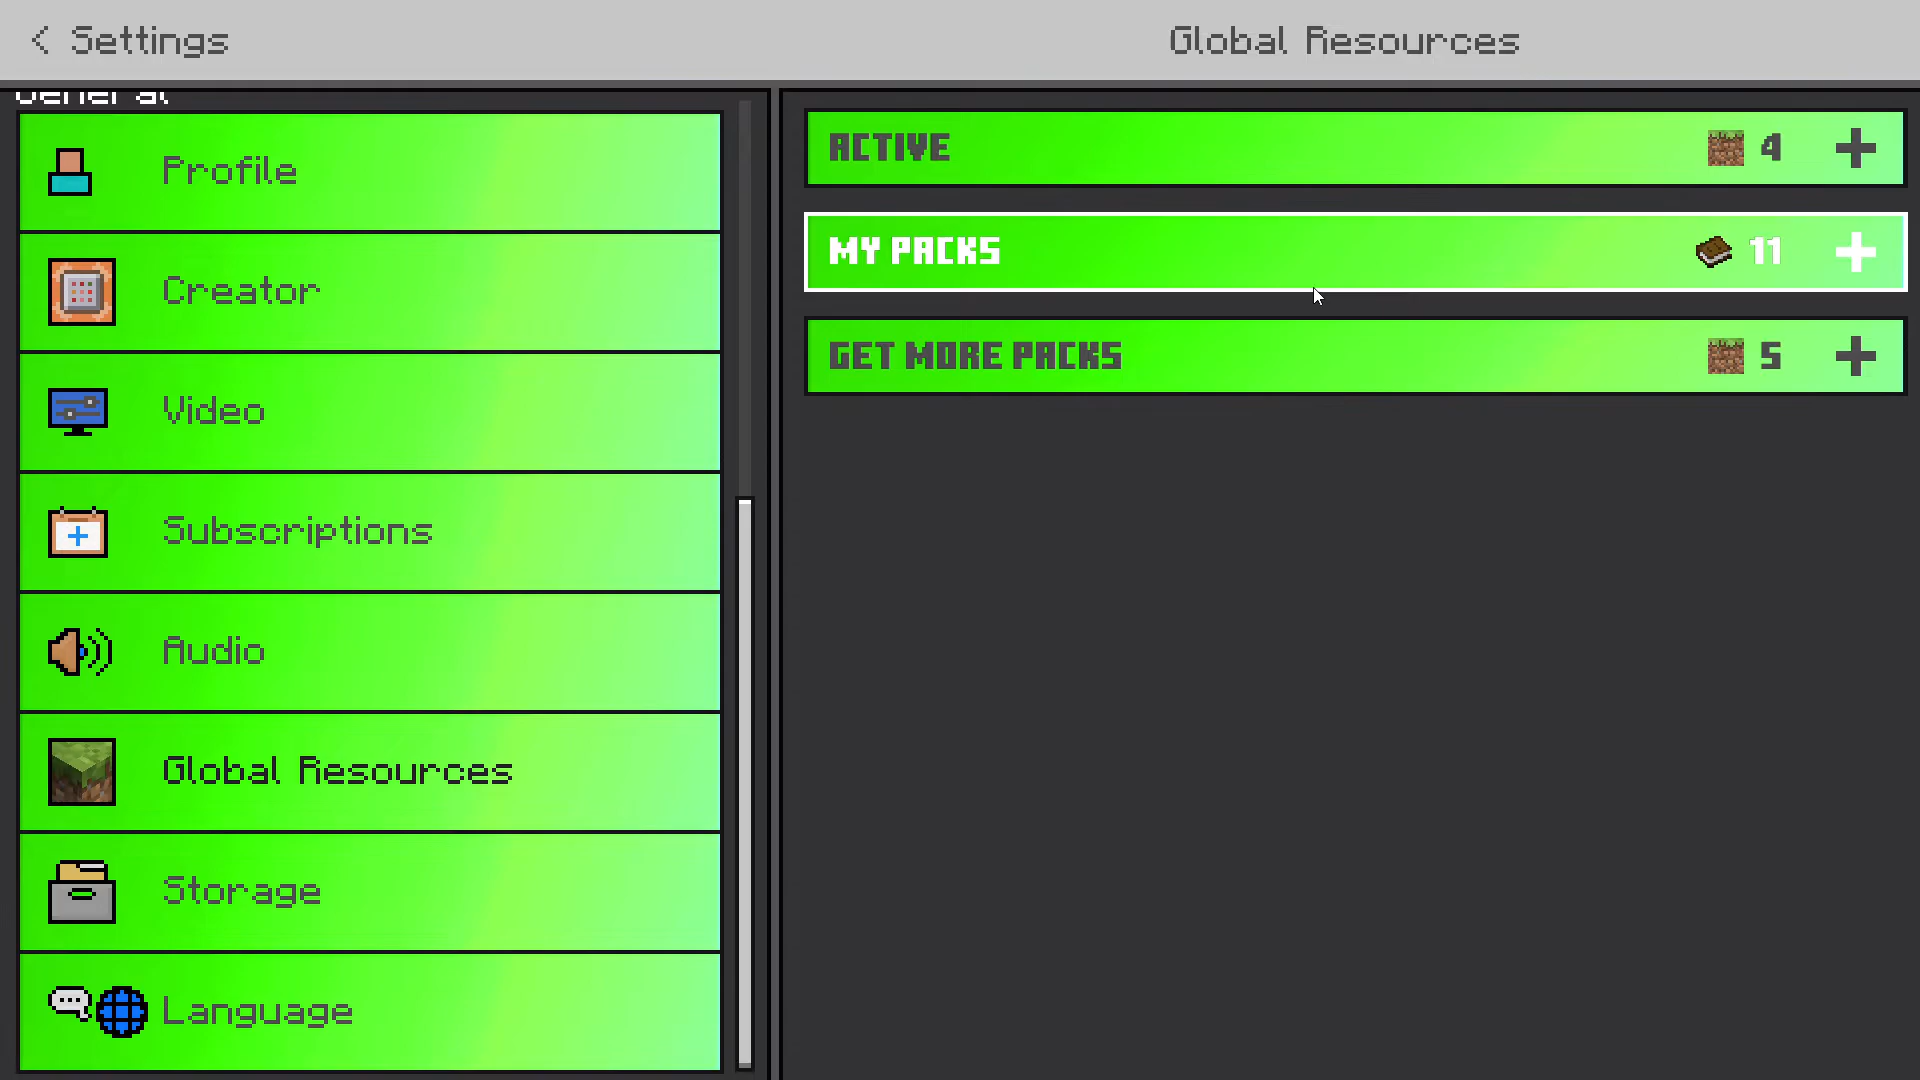 Settings
Global Resources
General
Profile
Creator
Video
Subscriptions
Audio
Global Resources
Storage
Language
ACTIVE 4
MY PACKS 11
GET MORE PACKS 5